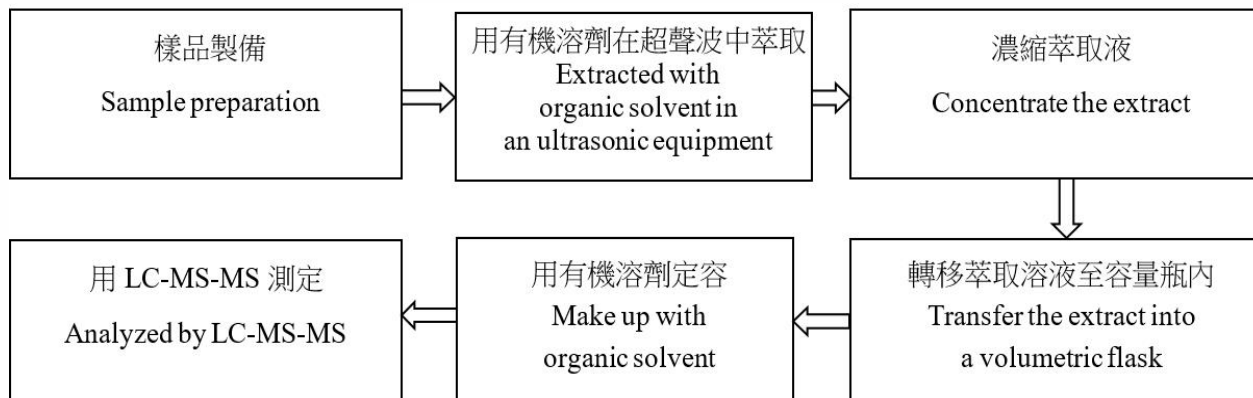 樣品製備
Sample preparation
用有機溶劑在超聲波中萃取
Extracted with
organic solvent in
an ultrasonic equipment
濃縮萃取液
Concentrate the extract
轉移萃取溶液至容量瓶內
Transfer the extract into
a volumetric flask
用有機溶劑定容
Make up with
organic solvent
用 LC-MS-MS 測定
Analyzed by LC-MS-MS